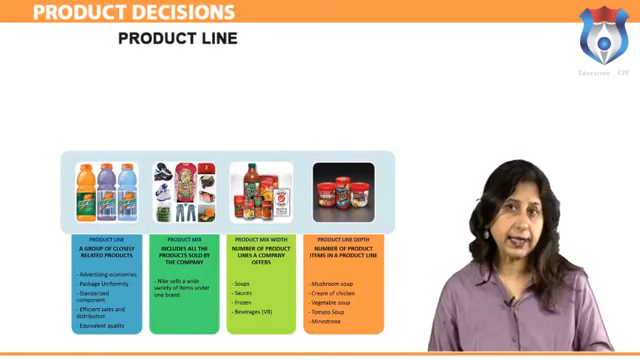 PRODUCT DECISIONS
PRODUCT LINE
Education
PRODUCT LINE
A GROUP OF CLOSELY
RELATED PRODUCTS
- Advertising economies
- Package Uniformity
- Standarized
component
- Efficient sales and
distribution
- Equivalent quality
PRODUCT MIX
INCLUDES ALL THE
PRODUCTS SOLD BY
THE COMPANY
- Nike sells a wide
variety of items under
one brand
PRODUCT MIX WIDTH
NUMBER OF PRODUCT
LINES A COMPANY
OFFERS
- Soups
- Saures
- Frozen
- Beverages (V8)
PRODUCT LINE DEPTH
NUMBER OF PRODUCT
ITEMS IN A PRODUCT LINE
- Mushroom soup
- Cream of chicken
- Vegetable soup
- Tomato Soup
- Minestrone